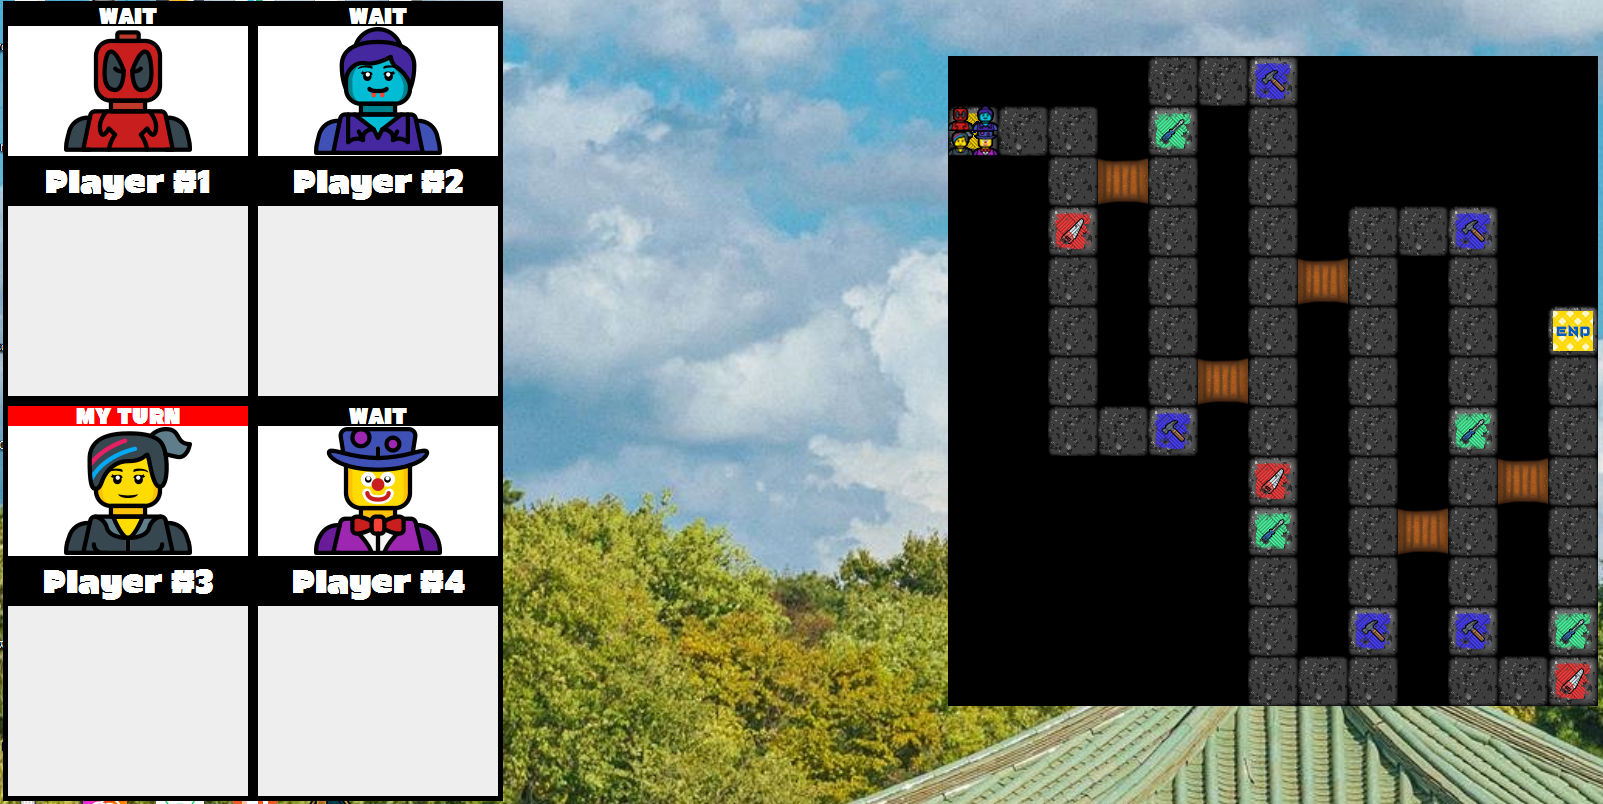 WAIT
WAIT
Player #1
Player #2
MY TURN
WAIT
Player #3
Player #4
END